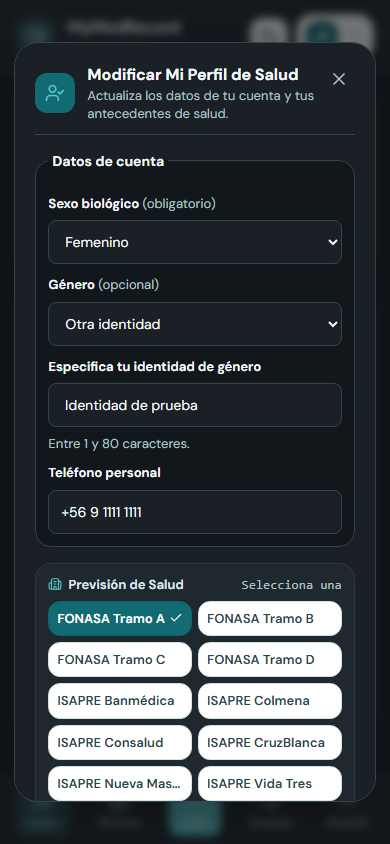 Modificar Mi Perfil de Salud
Actualiza los datos de tu cuenta y tus
antecedentes de salud.
Datos de cuenta
Sexo biológico (obligatorio)
Femenino
Género (opcional)
Otra identidad
Especifica tu identidad de género
Identidad de prueba
Entre 1 y 80 caracteres.
Teléfono personal
+56 9 1111 1111
Previsión de Salud Selecciona una
FONASA Tramo A FONASA Tramo B
FONASA Tramo C FONASA Tramo D
ISAPRE Banmédica ISAPRE Colmena
ISAPRE Consalud ISAPRE CruzBlanca
ISAPRE Nueva Mas... ISAPRE Vida Tres